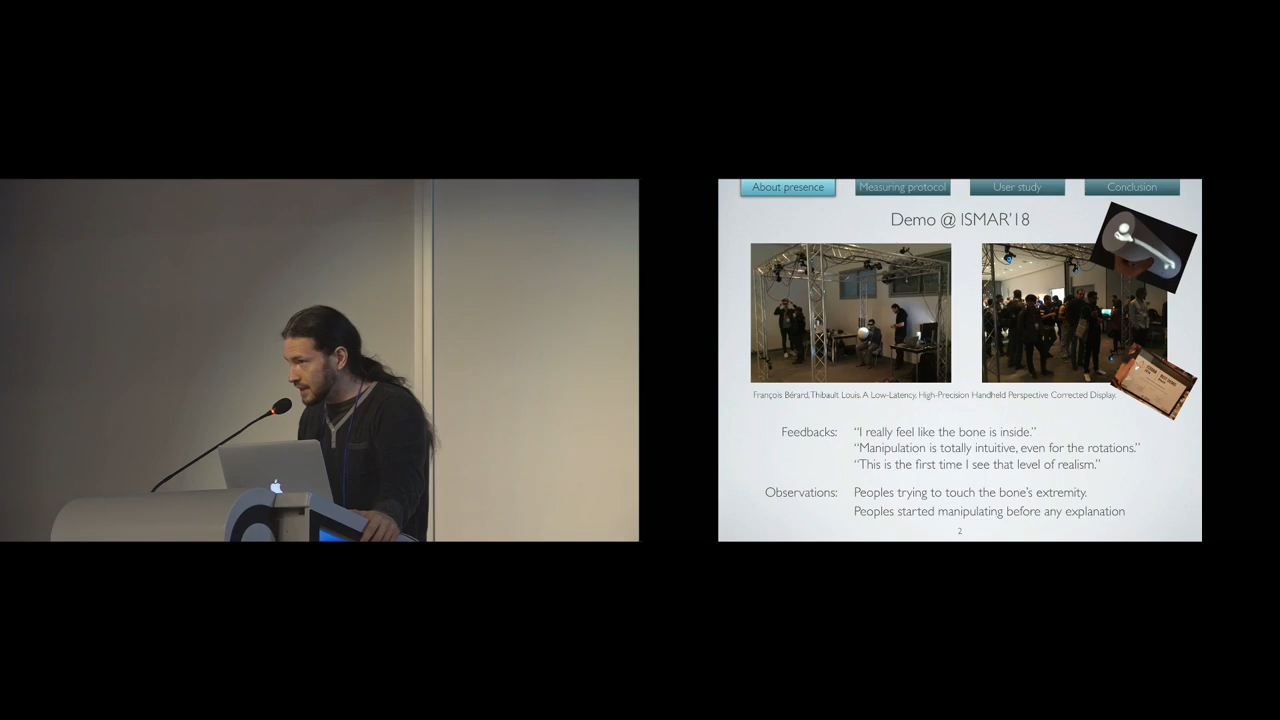 About presence
Measuring protocol
User study
Conclusion
Demo @ ISMAR'18
François Bérard, Thibault Louis. A Low-Latency, High-Precision Handheld Perspective Corrected Display.
Feedbacks: “I really feel like the bone is inside.”
“Manipulation is totally intuitive, even for the rotations.”
“This is the first time I see that level of realism.”
Observations: Peoples trying to touch the bone's extremity.
Peoples started manipulating before any explanation
2